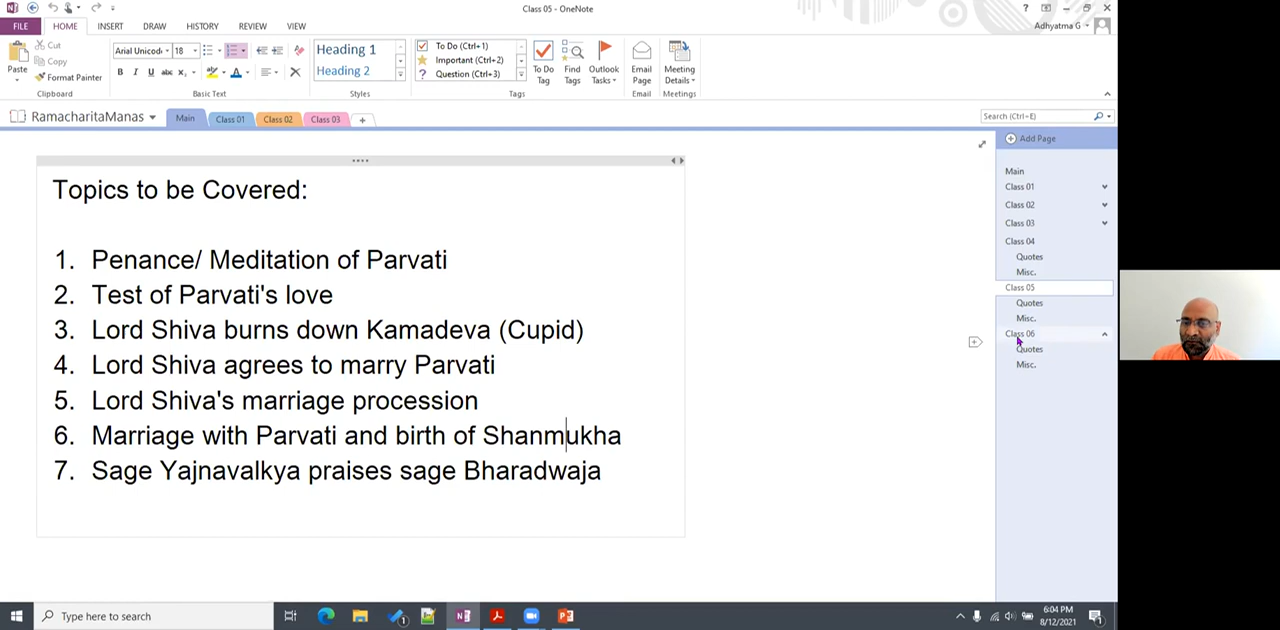 Class 05 - OneNote
?
FILE
HOME
INSERT
DRAW
HISTORY
REVIEW
VIEW
Adhyatma G
Paste
Cut
Copy
Format Painter
Clipboard
Arial Unicod
18
B I U abc X₂ A
Basic Text
Heading 1
Heading 2
Styles
To Do (Ctrl+1)
Important (Ctrl+2)
? Question (Ctrl+3)
To Do Tag
Find Tags
Tags
Outlook Tasks
Email Page
Email
Meeting Details
Meetings
RamacharitaManas
Main
Class 01
Class 02
Class 03
+
Search (Ctrl+E)
Topics to be Covered:
1. Penance/ Meditation of Parvati
2. Test of Parvati's love
3. Lord Shiva burns down Kamadeva (Cupid)
4. Lord Shiva agrees to marry Parvati
5. Lord Shiva's marriage procession
6. Marriage with Parvati and birth of Shanmukha
7. Sage Yajnavalkya praises sage Bharadwaja
Add Page
Main
Class 01
Class 02
Class 03
Class 04
Quotes
Misc.
Class 05
Quotes
Misc.
Class 06
Quotes
Misc.
Type here to search
6:04 PM
8/12/2021